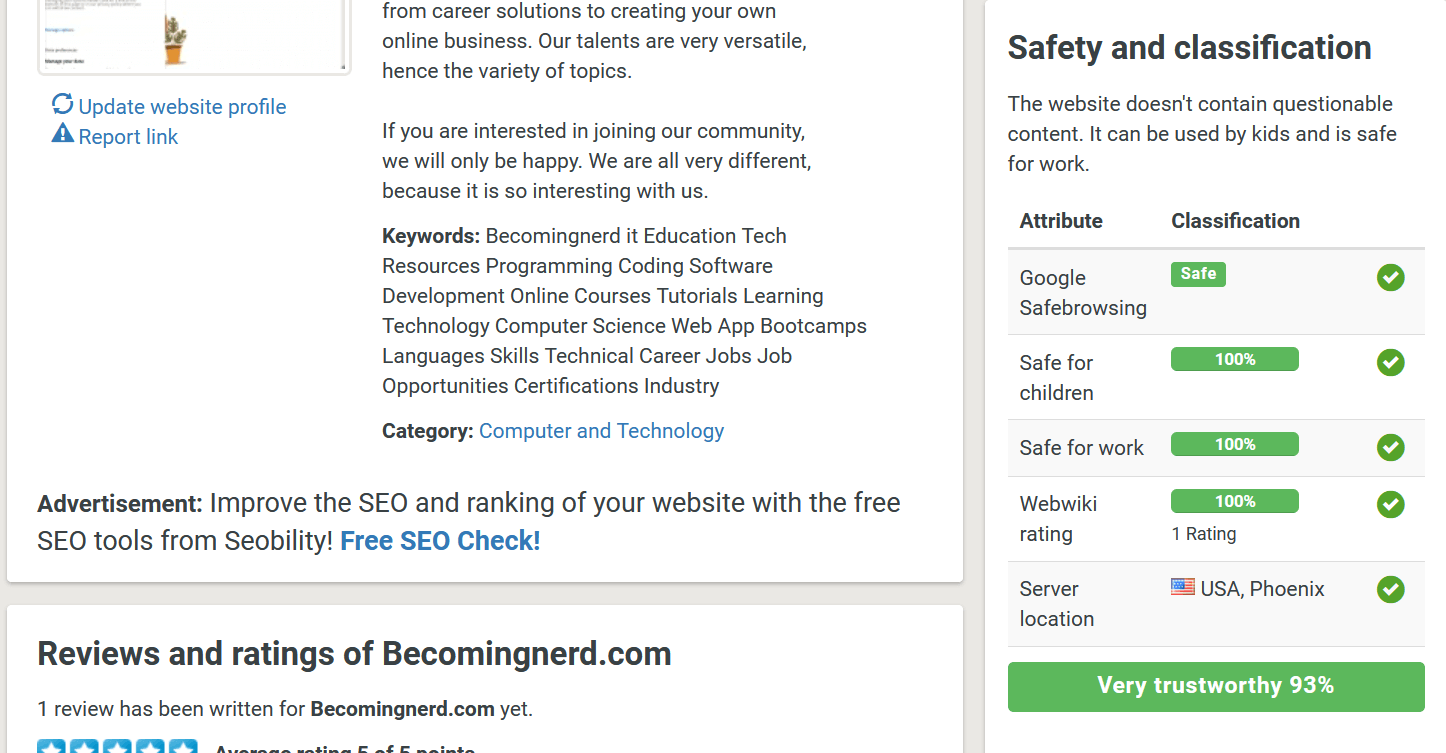 from career solutions to creating your own
online business. Our talents are very versatile,
hence the variety of topics.
Update website profile
Report link
If you are interested in joining our community,
we will only be happy. We are all very different,
because it is so interesting with us.
Keywords: Becomingnerd it Education Tech
Resources Programming Coding Software
Development Online Courses Tutorials Learning
Technology Computer Science Web App Bootcamps
Languages Skills Technical Career Jobs Job
Opportunities Certifications Industry
Category: Computer and Technology
Advertisement: Improve the SEO and ranking of your website with the free
SEO tools from Seobility! Free SEO Check!
Reviews and ratings of Becomingnerd.com
1 review has been written for Becomingnerd.com yet.
Average rating 5 of 5 points
Safety and classification
The website doesn't contain questionable
content. It can be used by kids and is safe
for work.
Attribute Classification
Google
Safebrowsing
Safe
Safe for
children
100%
Safe for work 100%
Webwiki
rating
100%
1 Rating
Server
location
USA, Phoenix
Very trustworthy 93%